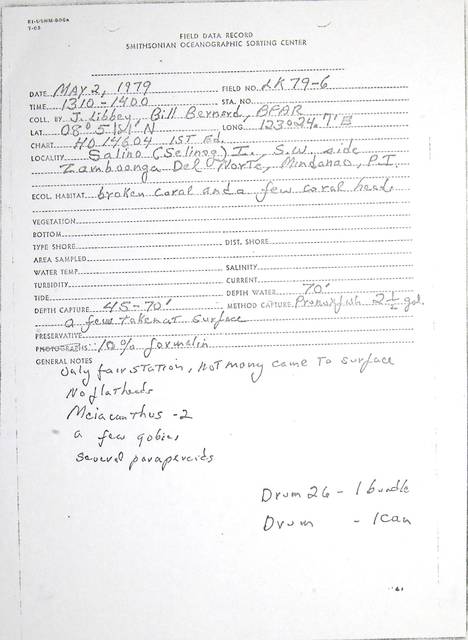 SI-USNM-806a
7-65
FIELD DATA RECORD
SMITHSONIAN OCEANOGRAPHIC SORTING CENTER
DATE MAY 2, 1979 FIELD NO. LK 79-6
TIME 1310-1400 STA. NO.
COLL. BY J. Libbey, Bill Bernard, BFAR
LAT. 08° 51' N LONG. 123° 24.7' E
CHART HO 14604 1ST Ed.
LOCALITY Salino (Selinog) I., S.W. side
Zamboanga Del Norte, Mindanao, P.I.
ECOL. HABITAT broken coral and a few coral heads
VEGETATION
BOTTOM
TYPE SHORE DIST. SHORE
AREA SAMPLED
WATER TEMP. SALINITY
TURBIDITY CURRENT
TIDE DEPTH WATER 70'
DEPTH CAPTURE 45-70' METHOD CAPTURE Pronoxfish 2 1/2 gal.
a few taken at surface
PRESERVATIVE
PHOTOGRAPHS: 10% formalin
GENERAL NOTES
Only fair station, not many came to surface
No flatheads
Meiacanthus -2
a few gobies
several parapercids
Drum 26 - 1 bundle
Drum - 1 can